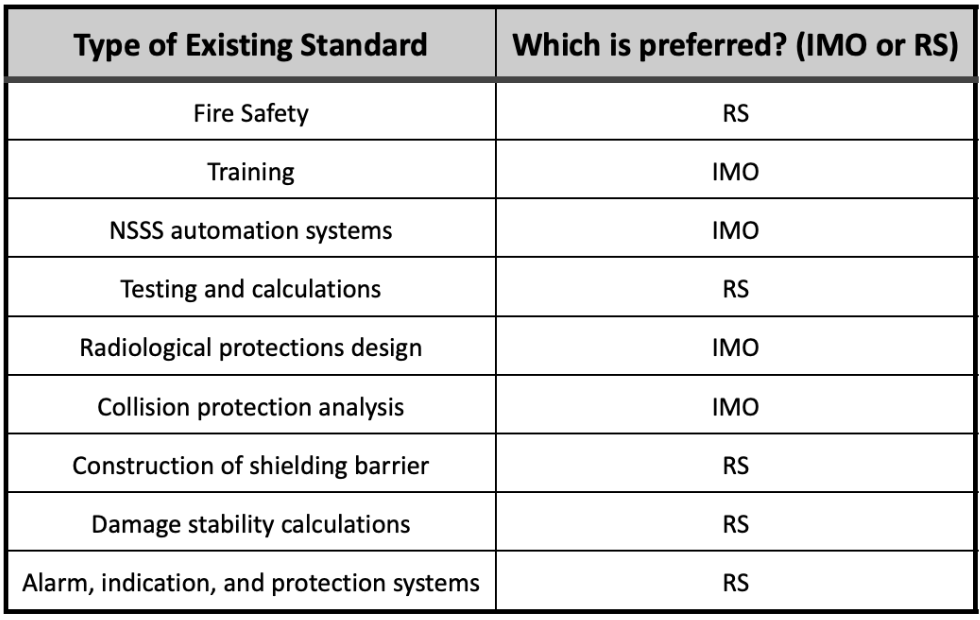 Type of Existing Standard Which is preferred? (IMO or RS)
Fire Safety RS
Training IMO
NSSS automation systems IMO
Testing and calculations RS
Radiological protections design IMO
Collision protection analysis IMO
Construction of shielding barrier RS
Damage stability calculations RS
Alarm, indication, and protection systems RS